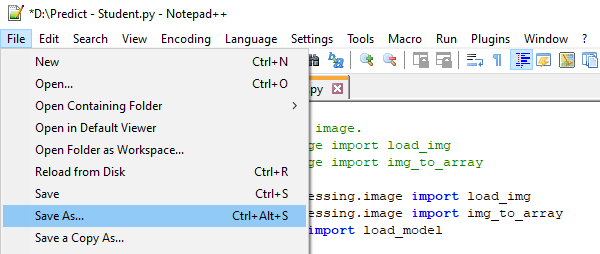 *D:\Predict - Student.py - Notepad++
File Edit Search View Encoding Language Settings Tools Macro Run Plugins Window ?
New Ctrl+N
Open... Ctrl+O
Open Containing Folder
Open in Default Viewer
Open Folder as Workspace...
Reload from Disk Ctrl+R
Save Ctrl+S
Save As... Ctrl+Alt+S
Save a Copy As...
py
image.
ge import load_img
ge import img_to_array
essing.image import load_img
essing.image import img_to_array
import load_model